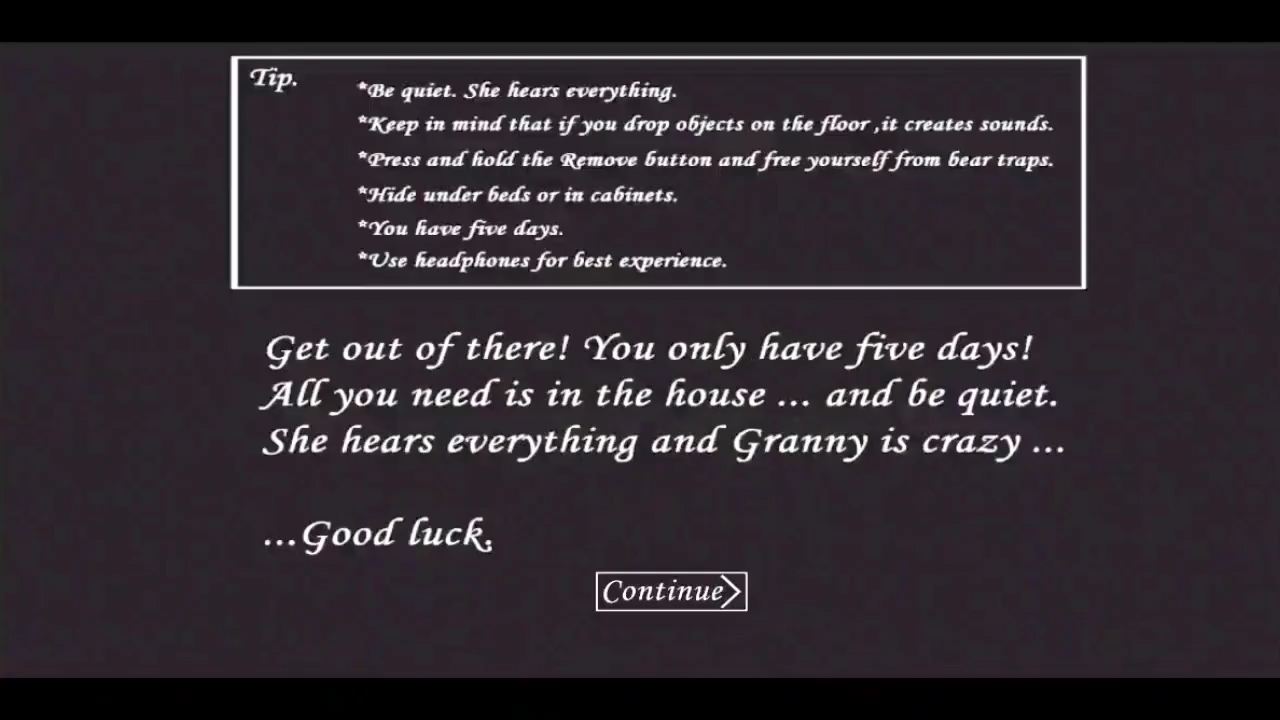 Tip.
*Be quiet. She hears everything.
*Keep in mind that if you drop objects on the floor ,it creates sounds.
*Press and hold the Remove button and free yourself from bear traps.
*Hide under beds or in cabinets.
*You have five days.
*Use headphones for best experience.
Get out of there! You only have five days!
All you need is in the house ... and be quiet.
She hears everything and Granny is crazy ...
...Good luck.
Continue>